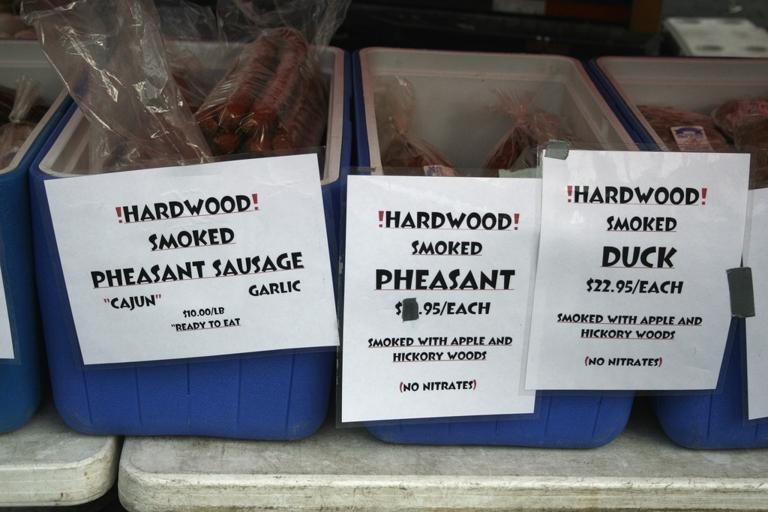 !HARDWOOD!
SMOKED
PHEASANT SAUSAGE
"CAJUN" GARLIC
$10.00/LB
"READY TO EAT
!HARDWOOD!
SMOKED
PHEASANT
$ .95/EACH
SMOKED WITH APPLE AND
HICKORY WOODS
(NO NITRATES)
!HARDWOOD!
SMOKED
DUCK
$22.95/EACH
SMOKED WITH APPLE AND
HICKORY WOODS
(NO NITRATES)